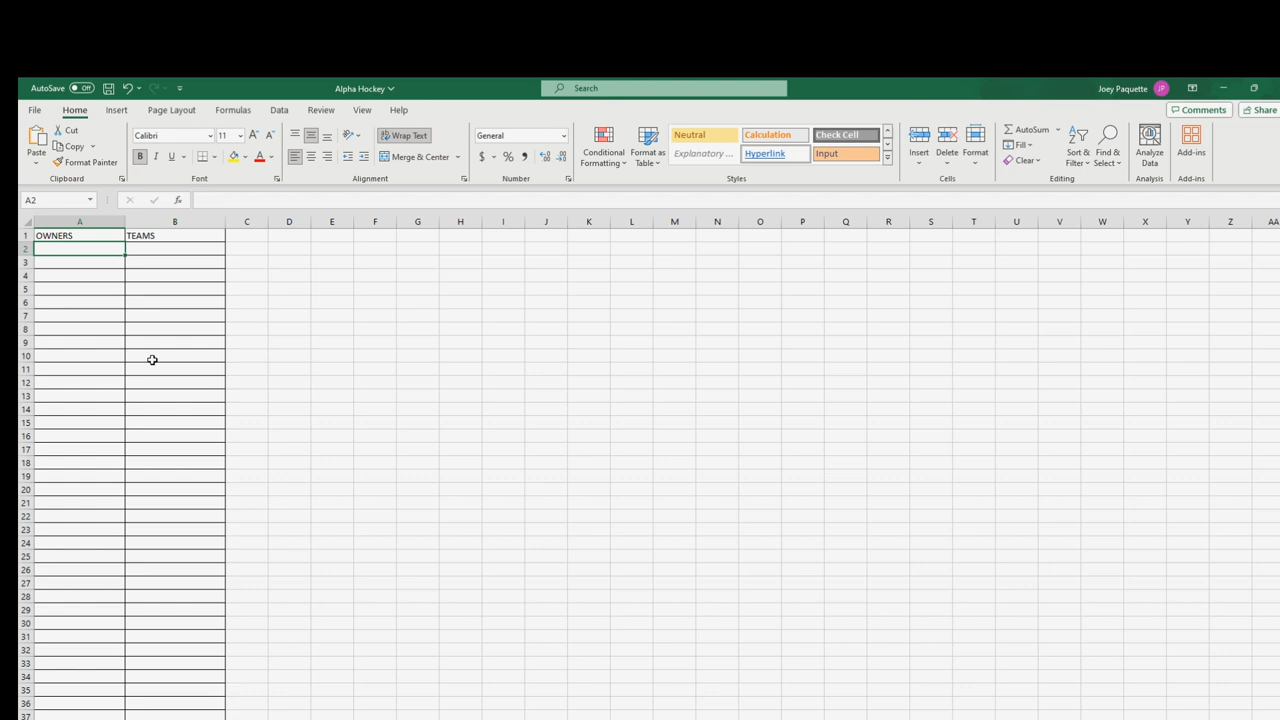 AutoSave Off Alpha Hockey Search Joey Paquette JP
File Home Insert Page Layout Formulas Data Review View Help Comments Share
Paste Cut Copy Format Painter Clipboard
Calibri 11 A A B I U A Font
Wrap Text Merge & Center Alignment
General $ % Number
Conditional Formatting Format as Table
Neutral Calculation Check Cell
Explanatory ... Hyperlink Input
Styles
Insert Delete Format Cells
AutoSum Fill Clear Sort & Filter Find & Select Editing
Analyze Data Analysis
Add-ins Add-ins
A2 fx
A B C D E F G H I J K L M N O P Q R S T U V W X Y Z AA
1 OWNERS TEAMS
2
3
4
5
6
7
8
9
10
11
12
13
14
15
16
17
18
19
20
21
22
23
24
25
26
27
28
29
30
31
32
33
34
35
36
37